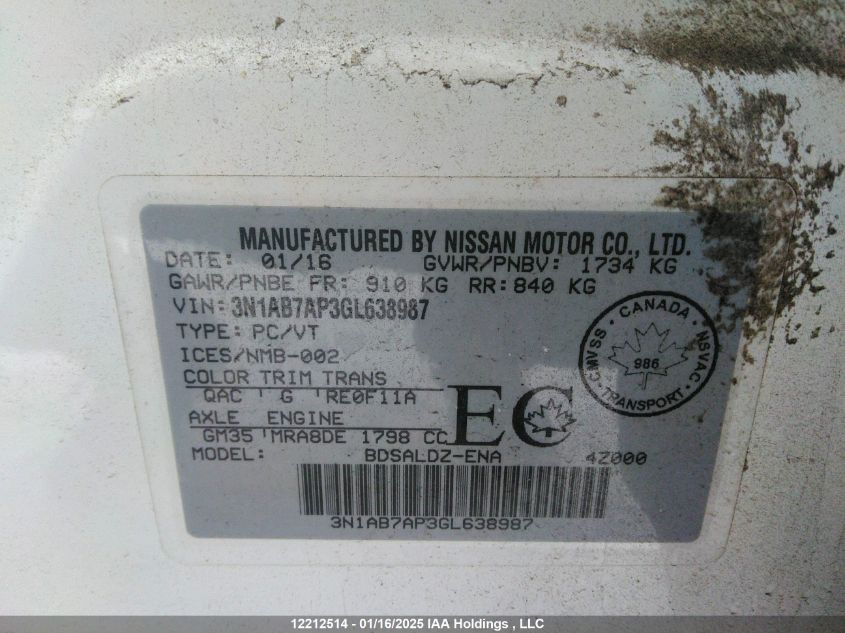 MANUFACTURED BY NISSAN MOTOR CO., LTD.
DATE: 01/16 GVWR/PNBV: 1734 KG
GAWR/PNBE FR: 910 KG RR: 840 KG
VIN: 3N1AB7AP3GL638987
TYPE: PC/VT
ICES/NMB-002
COLOR TRIM TRANS
QAC ' G 'RE0F11A
AXLE ENGINE
GM35 'MRA8DE 1798 CC
EC
MODEL: BDSALDZ-ENA 4Z000
CMVSS • CANADA • NSVAC • TRANSPORT •
986
3N1AB7AP3GL638987
12212514 - 01/16/2025 IAA Holdings , LLC